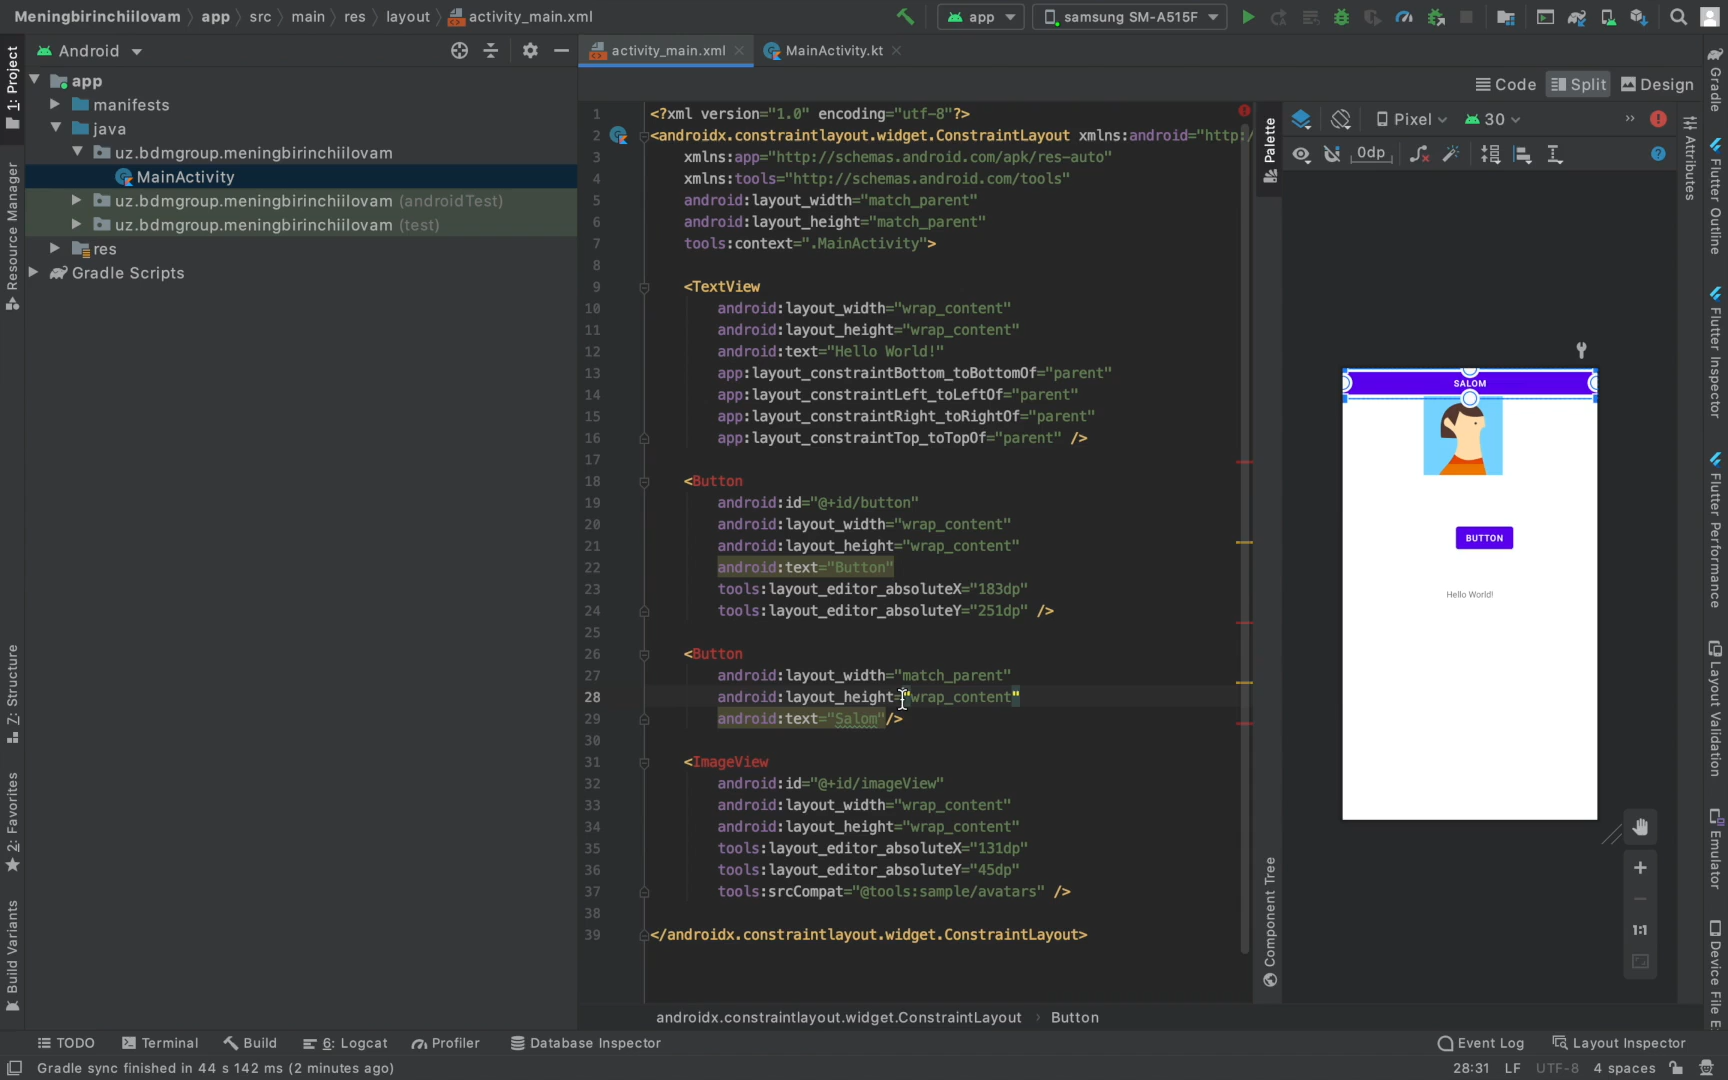 Meningbirinchiilovam app src main res layout activity_main.xml app samsung SM-A515F
Android activity_main.xml MainActivity.kt
Code Split Design
1: Project
Resource Manager
Z: Structure
2: Favorites
Build Variants
app
manifests
java
uz.bdmgroup.meningbirinchiilovam
MainActivity
uz.bdmgroup.meningbirinchiilovam (androidTest)
uz.bdmgroup.meningbirinchiilovam (test)
res
Gradle Scripts
1 <?xml version="1.0" encoding="utf-8"?>
2 <androidx.constraintlayout.widget.ConstraintLayout xmlns:android="http:/
3 xmlns:app="http://schemas.android.com/apk/res-auto"
4 xmlns:tools="http://schemas.android.com/tools"
5 android:layout_width="match_parent"
6 android:layout_height="match_parent"
7 tools:context=".MainActivity">
8
9 <TextView
10 android:layout_width="wrap_content"
11 android:layout_height="wrap_content"
12 android:text="Hello World!"
13 app:layout_constraintBottom_toBottomOf="parent"
14 app:layout_constraintLeft_toLeftOf="parent"
15 app:layout_constraintRight_toRightOf="parent"
16 app:layout_constraintTop_toTopOf="parent" />
17
18 <Button
19 android:id="@+id/button"
20 android:layout_width="wrap_content"
21 android:layout_height="wrap_content"
22 android:text="Button"
23 tools:layout_editor_absoluteX="183dp"
24 tools:layout_editor_absoluteY="251dp" />
25
26 <Button
27 android:layout_width="match_parent"
28 android:layout_height="wrap_content"
29 android:text="Salom"/>
30
31 <ImageView
32 android:id="@+id/imageView"
33 android:layout_width="wrap_content"
34 android:layout_height="wrap_content"
35 tools:layout_editor_absoluteX="131dp"
36 tools:layout_editor_absoluteY="45dp"
37 tools:srcCompat="@tools:sample/avatars" />
38
39 </androidx.constraintlayout.widget.ConstraintLayout>
androidx.constraintlayout.widget.ConstraintLayout Button
Palette
Component Tree
Pixel 30 »
0dp
SALOM
BUTTON
Hello World!
1:1
Attributes
Gradle
Flutter Outline
Flutter Inspector
Flutter Performance
Layout Validation
Emulator
Device File E
TODO Terminal Build 6: Logcat Profiler Database Inspector Event Log Layout Inspector
Gradle sync finished in 44 s 142 ms (2 minutes ago) 28:31 LF UTF-8 4 spaces